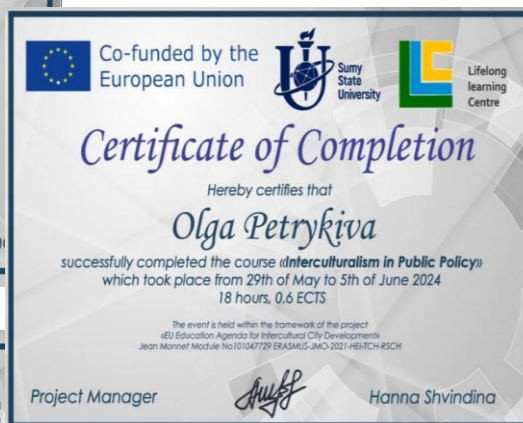 Co-funded by the
European Union
Sumy
State
University
Lifelong
learning
Centre
Certificate of Completion
Hereby certifies that
Olga Petrykiva
successfully completed the course «Interculturalism in Public Policy»
which took place from 29th of May to 5th of June 2024
18 hours, 0.6 ECTS
The event is held within the framework of the project
«EU Education Agenda for Intercultural City Development»
Jean Monnet Module No101047729 ERASMUS-JMO-2021-HEI-TCH-RSCH
Project Manager
Hanna Shvindina